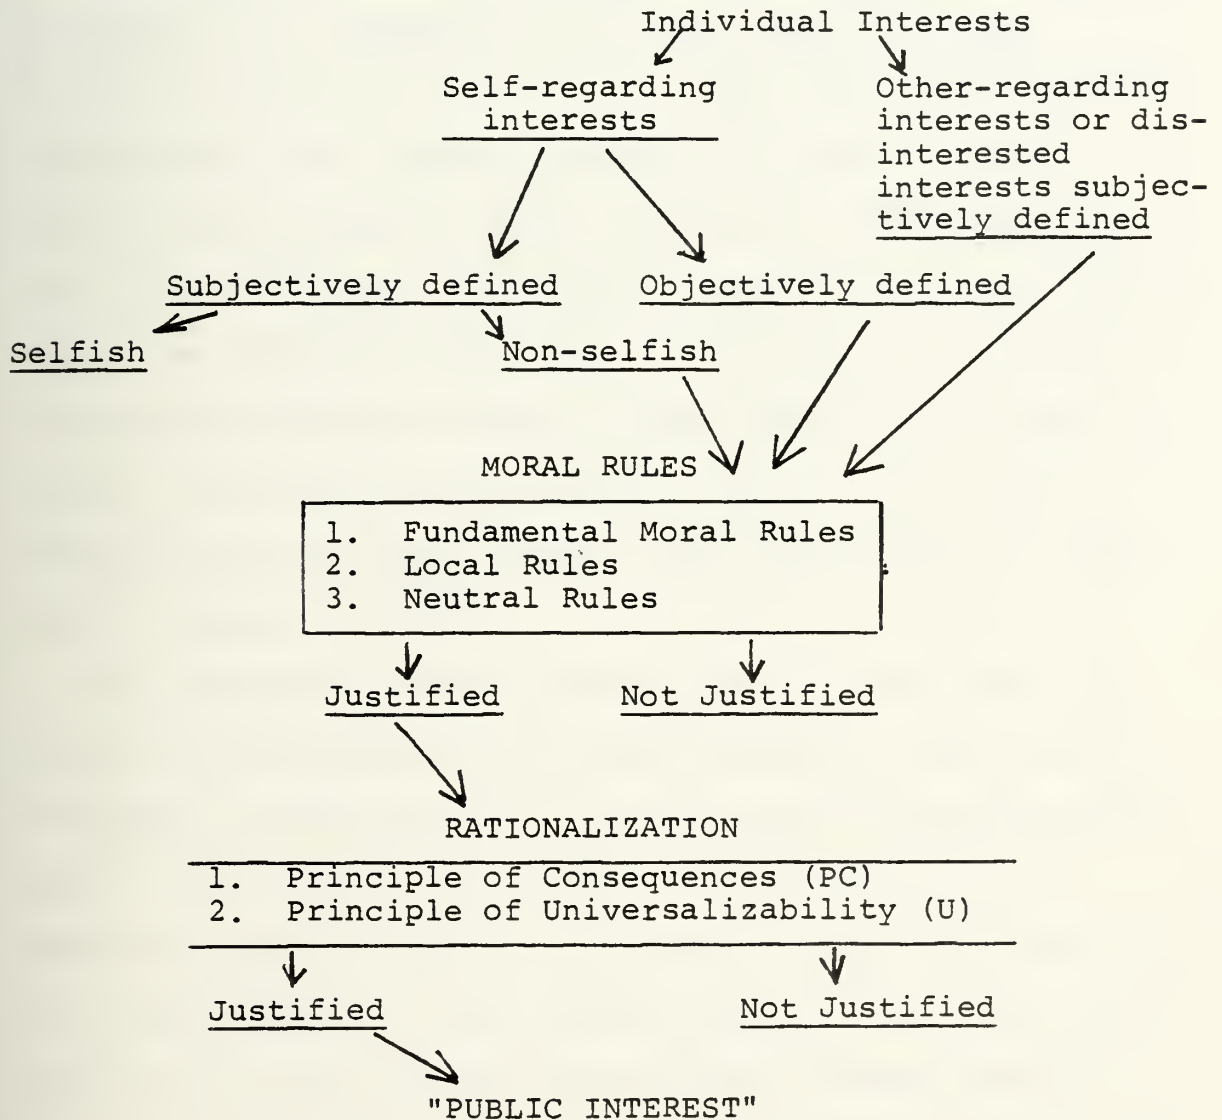 Individual Interests
Self-regarding
interests
Other-regarding
interests or dis-
interested
interests subjec-
tively defined
Subjectively defined
Objectively defined
Selfish
Non-selfish
MORAL RULES
1. Fundamental Moral Rules
2. Local Rules
3. Neutral Rules
Justified
Not Justified
RATIONALIZATION
1. Principle of Consequences (PC)
2. Principle of Universalizability (U)
Justified
Not Justified
"PUBLIC INTEREST"